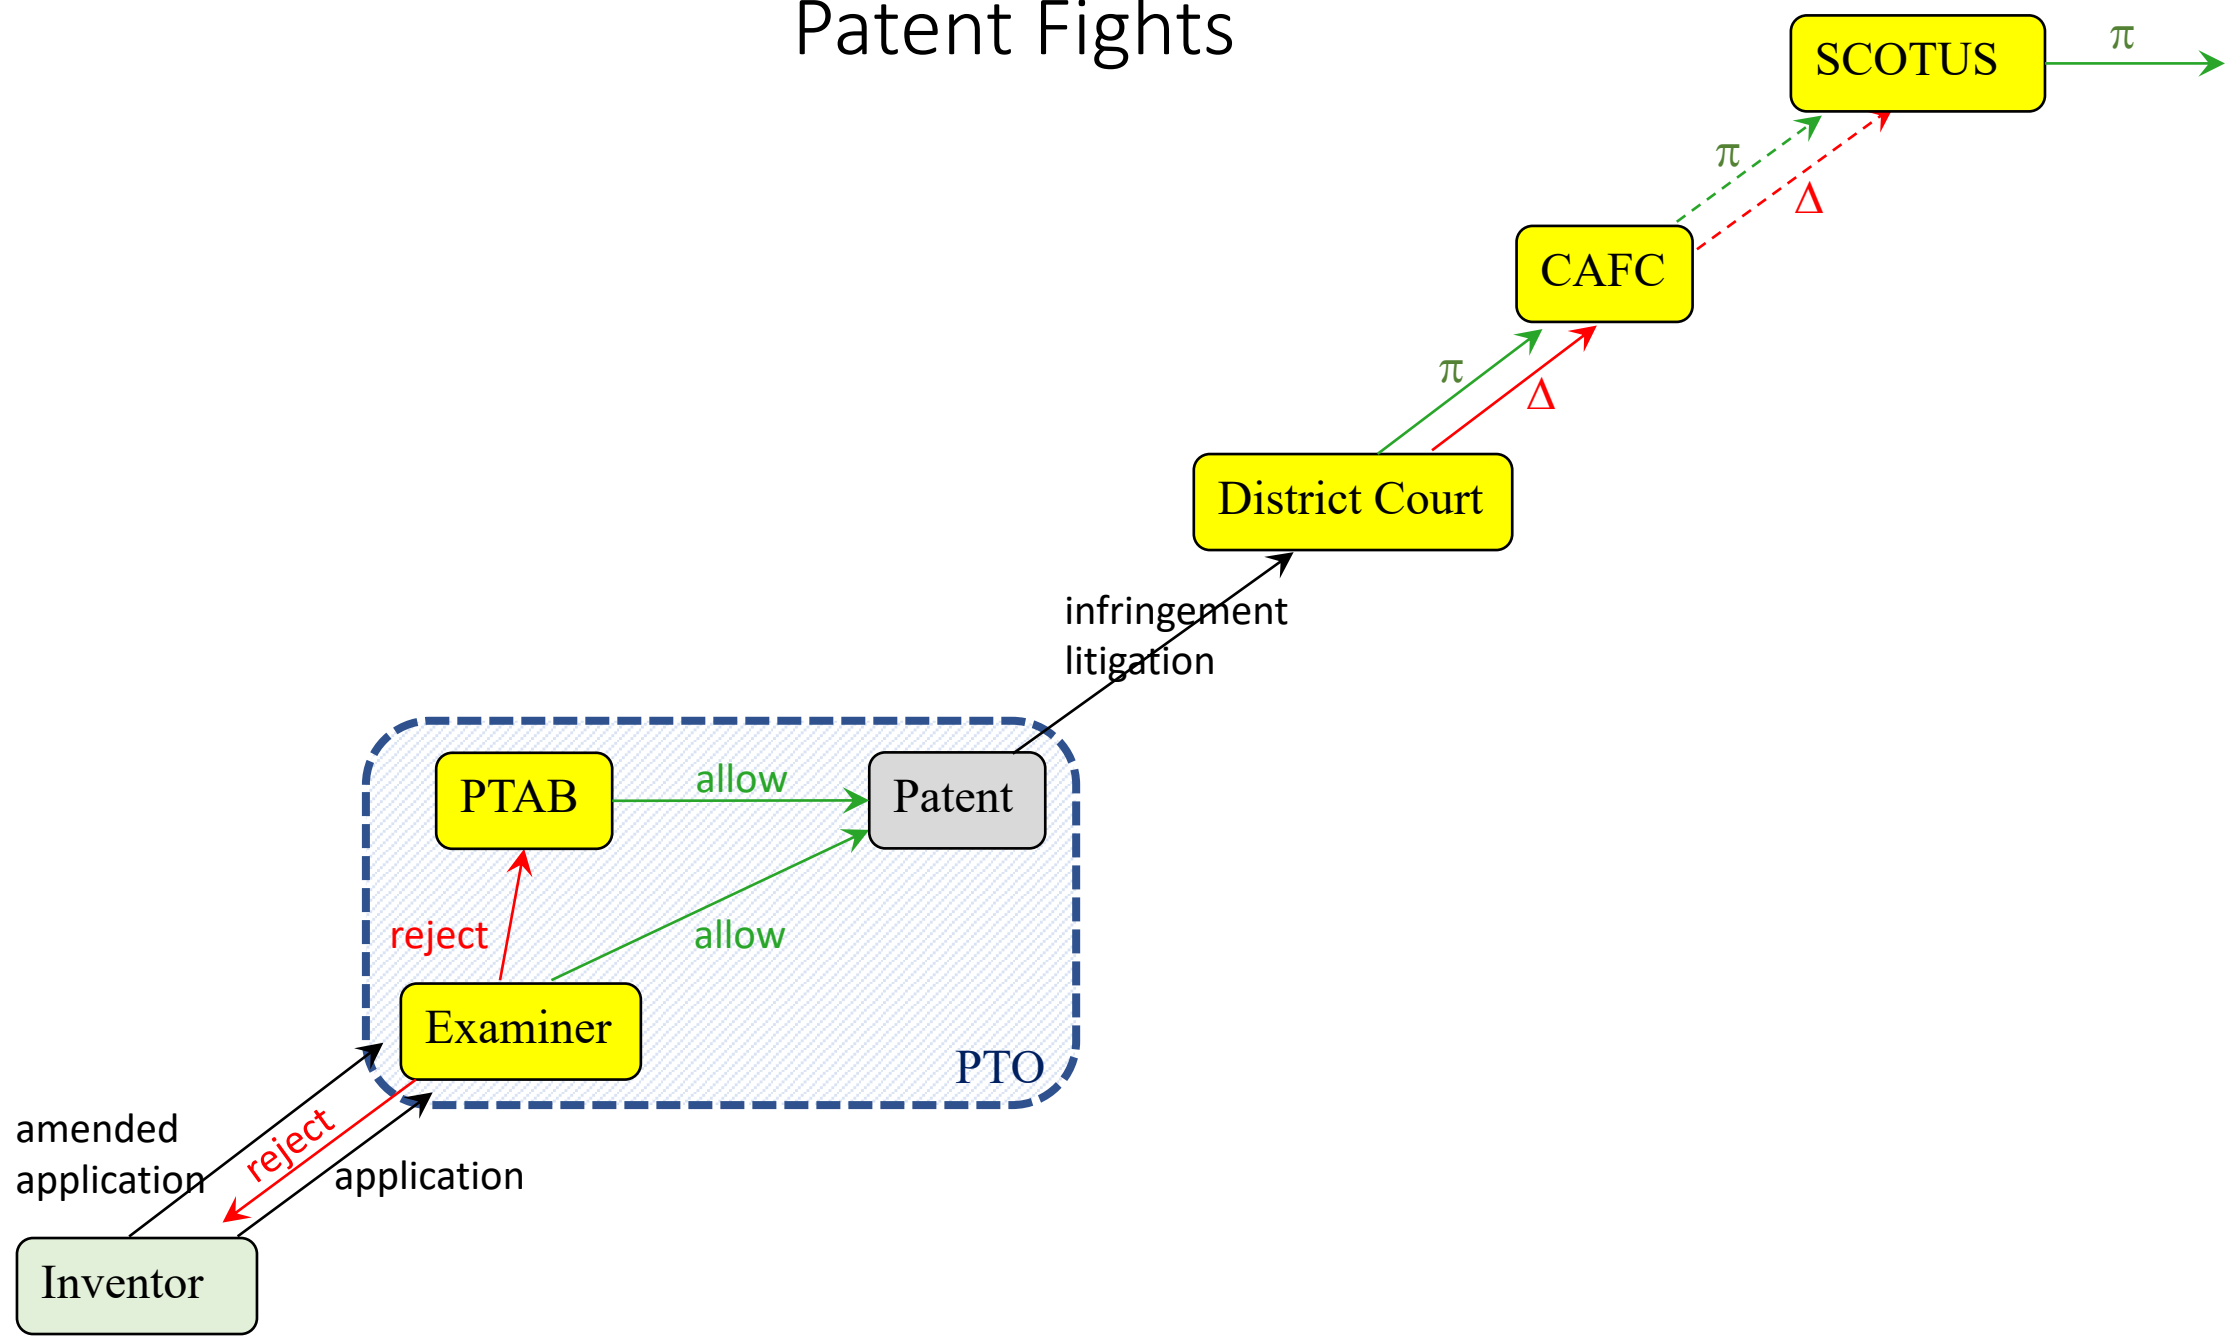 Patent Fights
SCOTUS
π
π
Δ
CAFC
π
Δ
District Court
infringement
litigation
PTAB
allow
Patent
reject
allow
Examiner
PTO
amended
application
reject
application
Inventor